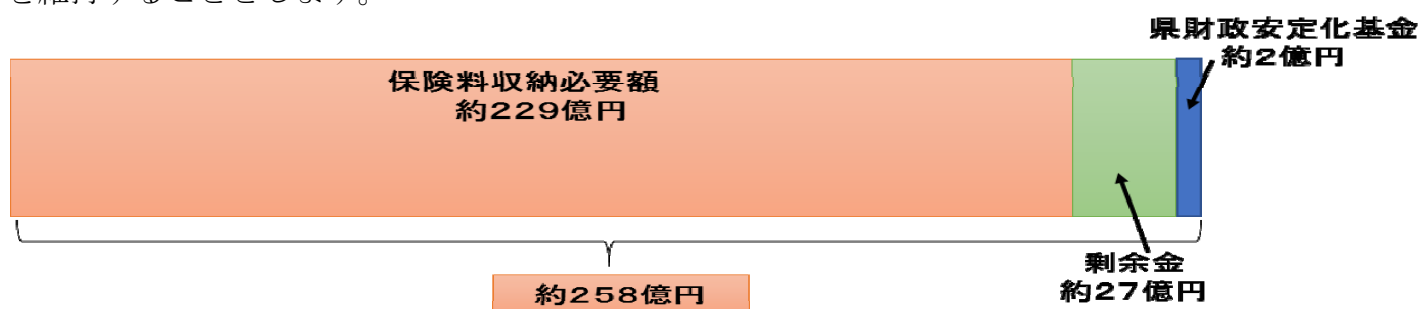 県財政安定化基金
約2億円
保険料収納必要額
約229億円
剰余金
約27億円
約258億円